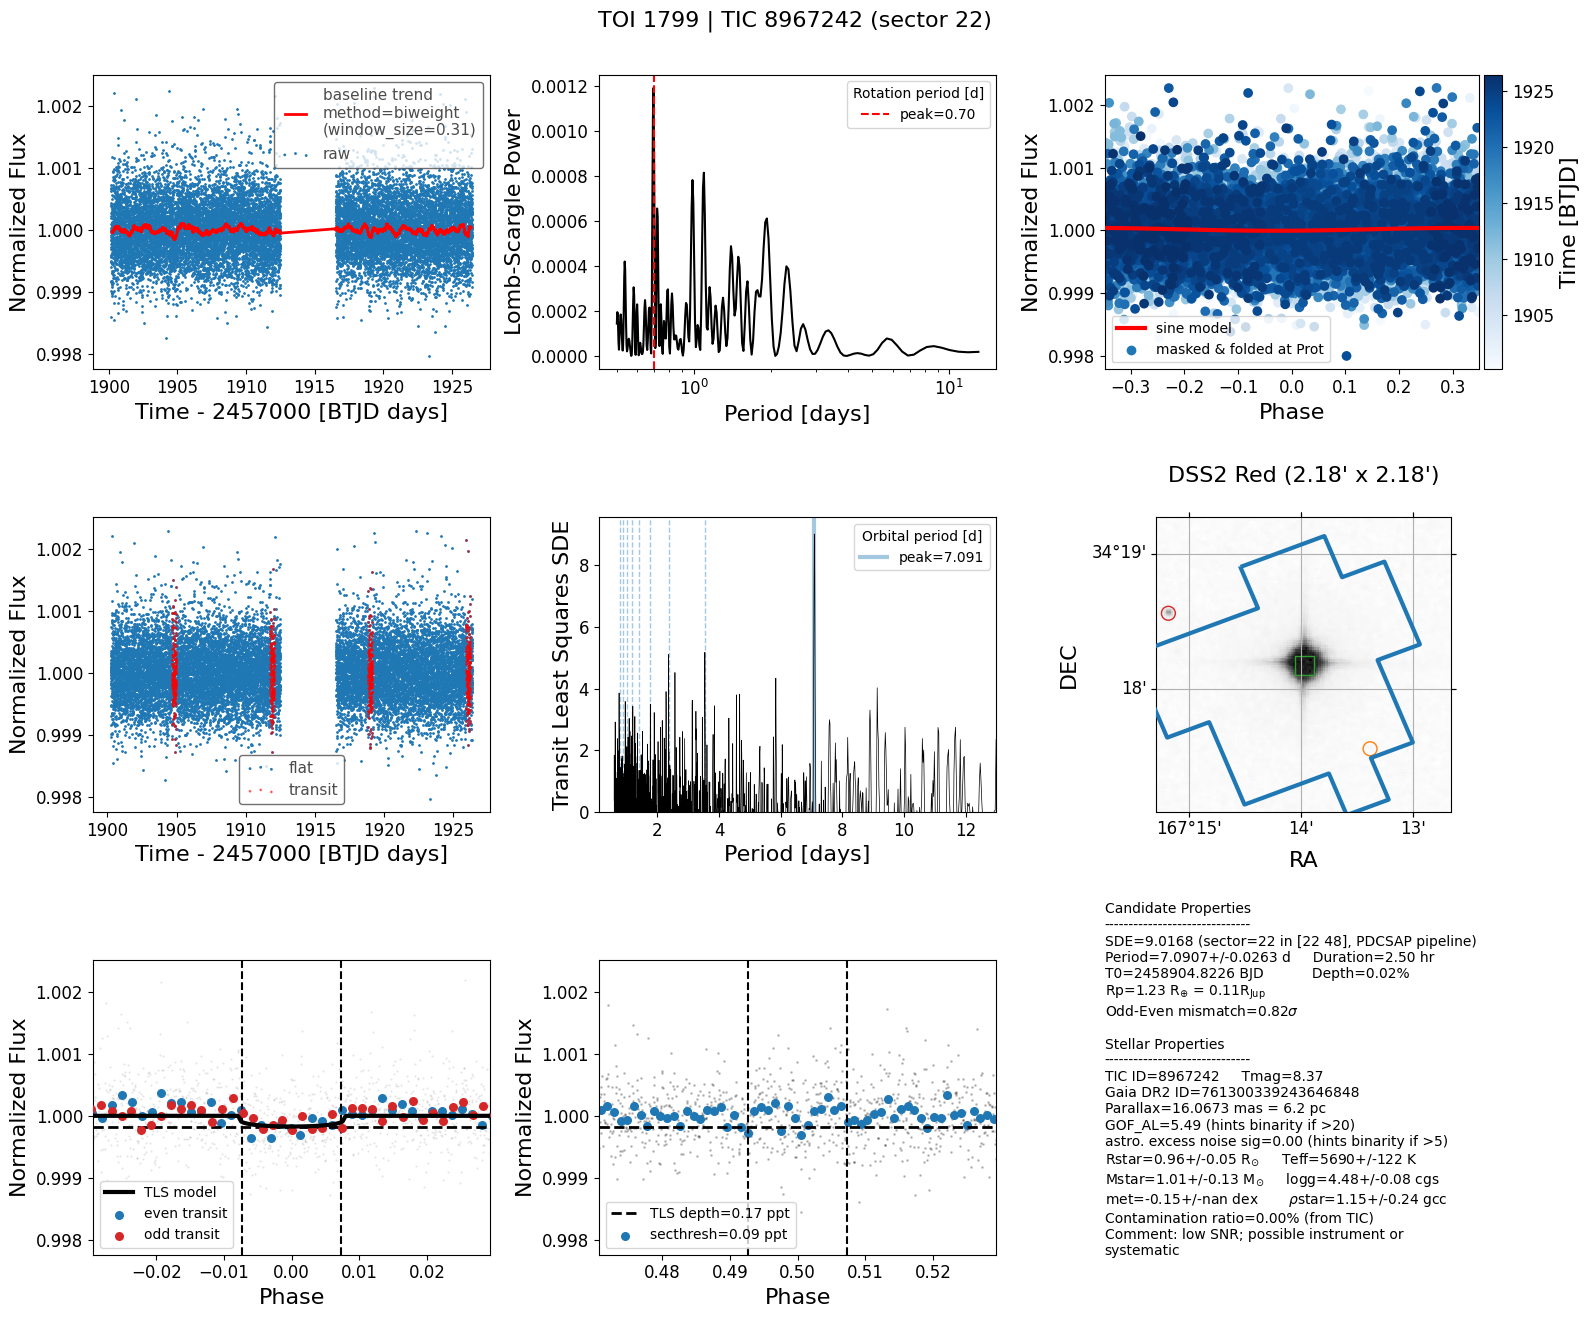 TOI 1799 | TIC 8967242 (sector 22)
Normalized Flux
1.002
1.001
1.000
0.999
0.998
baseline trend
method=biweight
(window_size=0.31)
raw
1900 1905 1910 1915 1920 1925
Time - 2457000 [BTJD days]
Lomb-Scargle Power
0.0012
0.0010
0.0008
0.0006
0.0004
0.0002
0.0000
Rotation period [d]
peak=0.70
10⁰ 10¹
Period [days]
Normalized Flux
1.002
1.001
1.000
0.999
0.998
sine model
masked & folded at Prot
−0.3 −0.2 −0.1 0.0 0.1 0.2 0.3
Phase
1925
1920
1915
1910
1905
Time [BTJD]
Normalized Flux
1.002
1.001
1.000
0.999
0.998
flat
transit
1900 1905 1910 1915 1920 1925
Time - 2457000 [BTJD days]
Transit Least Squares SDE
8
6
4
2
0
Orbital period [d]
peak=7.091
2 4 6 8 10 12
Period [days]
DSS2 Red (2.18' x 2.18')
DEC
34°19'
18'
167°15' 14' 13'
RA
Normalized Flux
1.002
1.001
1.000
0.999
0.998
TLS model
even transit
odd transit
−0.02 −0.01 0.00 0.01 0.02
Phase
Normalized Flux
1.002
1.001
1.000
0.999
0.998
TLS depth=0.17 ppt
secthresh=0.09 ppt
0.48 0.49 0.50 0.51 0.52
Phase
Candidate Properties
------------------------------
SDE=9.0168 (sector=22 in [22 48], PDCSAP pipeline)
Period=7.0907+/-0.0263 d Duration=2.50 hr
T0=2458904.8226 BJD Depth=0.02%
Rp=1.23 R⊕ = 0.11RJup
Odd-Even mismatch=0.82σ
Stellar Properties
------------------------------
TIC ID=8967242 Tmag=8.37
Gaia DR2 ID=761300339243646848
Parallax=16.0673 mas = 6.2 pc
GOF_AL=5.49 (hints binarity if >20)
astro. excess noise sig=0.00 (hints binarity if >5)
Rstar=0.96+/-0.05 R⊙ Teff=5690+/-122 K
Mstar=1.01+/-0.13 M⊙ logg=4.48+/-0.08 cgs
met=-0.15+/-nan dex ρstar=1.15+/-0.24 gcc
Contamination ratio=0.00% (from TIC)
Comment: low SNR; possible instrument or
systematic